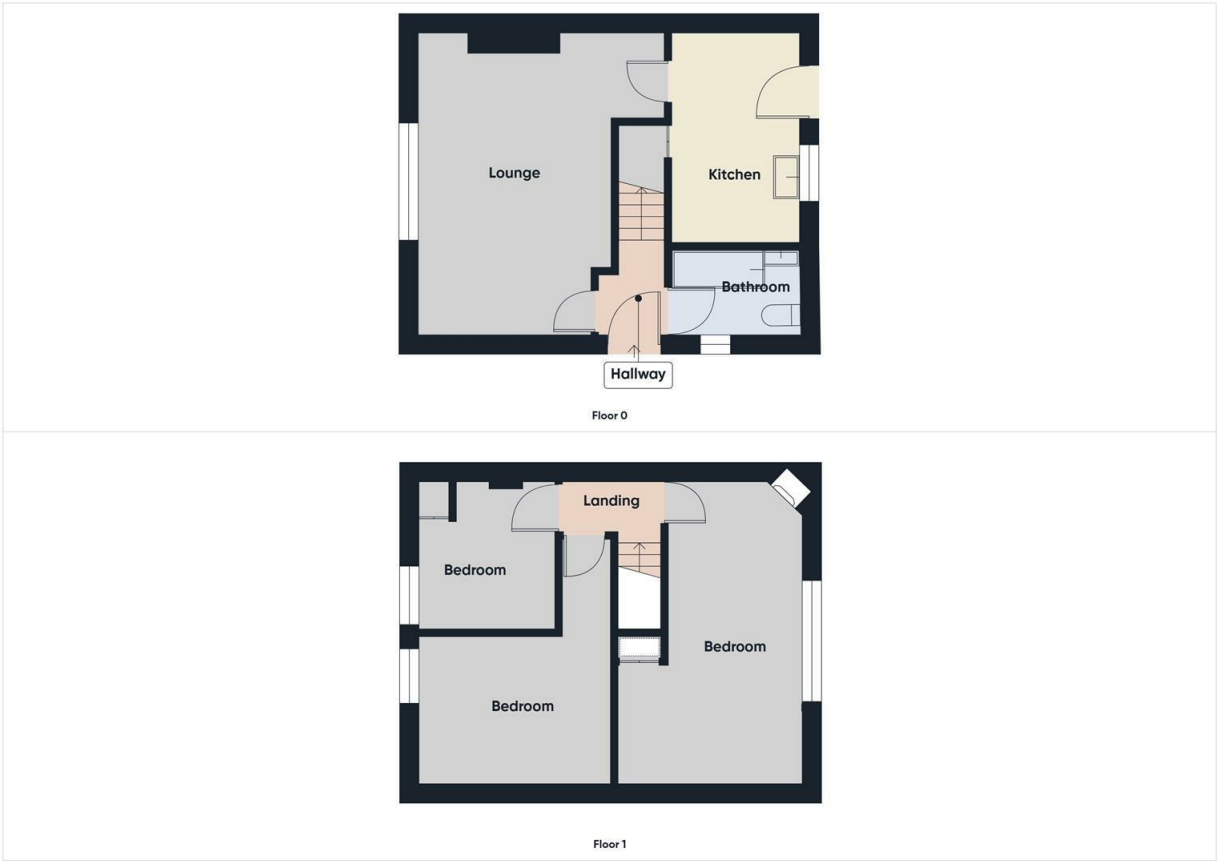 Lounge
Kitchen
Bathroom
Hallway
Floor 0
Landing
Bedroom
Bedroom
Bedroom
Floor 1